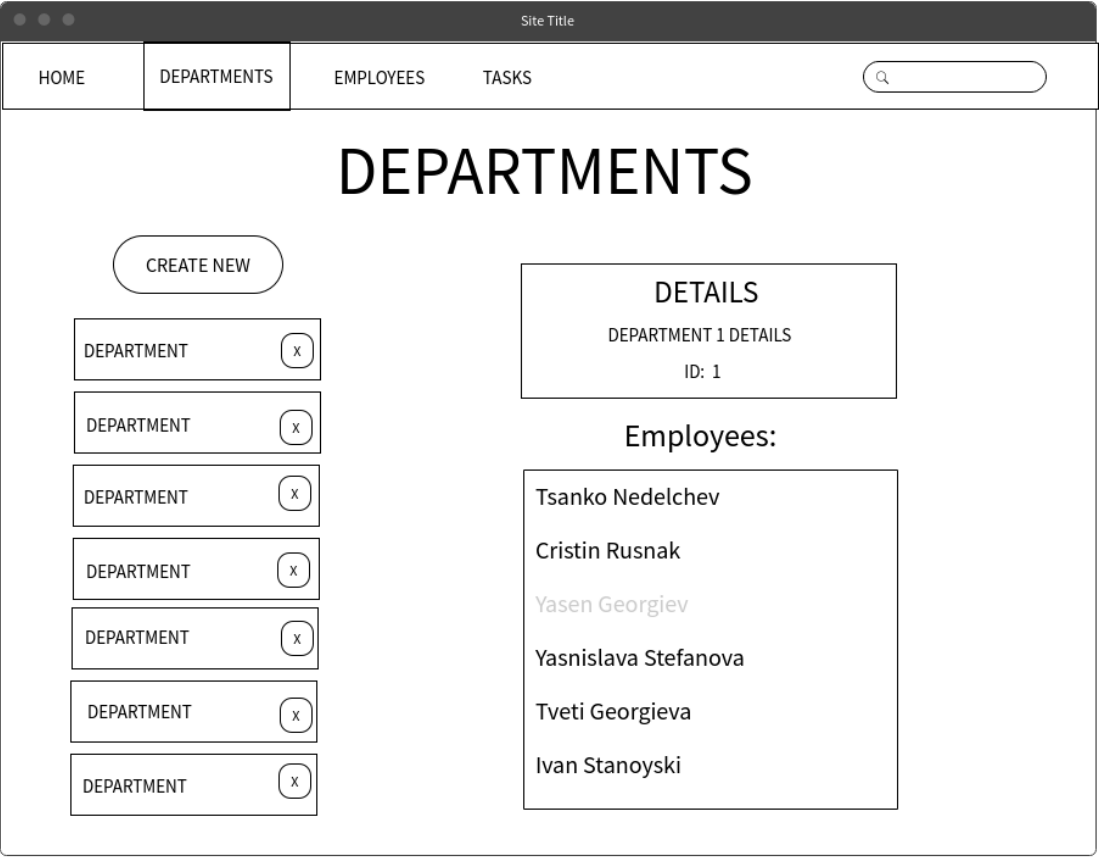 Site Title
HOME DEPARTMENTS EMPLOYEES TASKS
DEPARTMENTS
CREATE NEW
DEPARTMENT X
DEPARTMENT X
DEPARTMENT X
DEPARTMENT X
DEPARTMENT X
DEPARTMENT X
DEPARTMENT X
DETAILS
DEPARTMENT 1 DETAILS
ID: 1
Employees:
Tsanko Nedelchev
Cristin Rusnak
Yasen Georgiev
Yasnislava Stefanova
Tveti Georgieva
Ivan Stanoyski